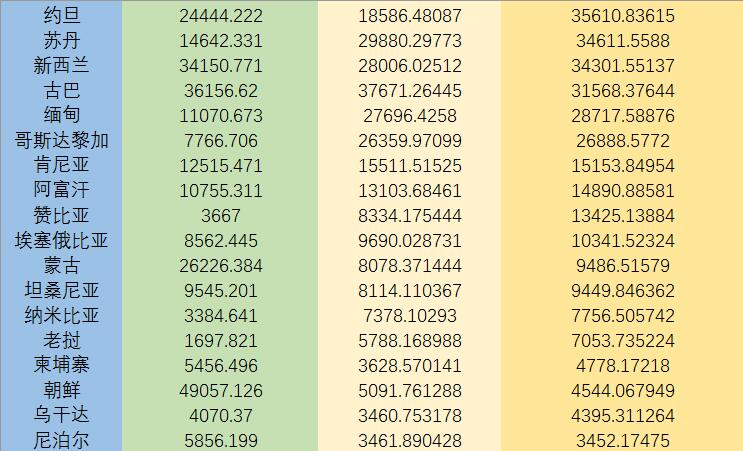 约旦 24444.222 18586.48087 35610.83615
苏丹 14642.331 29880.29773 34611.5588
新西兰 34150.771 28006.02512 34301.55137
古巴 36156.62 37671.26445 31568.37644
缅甸 11070.673 27696.4258 28717.58876
哥斯达黎加 7766.706 26359.97099 26888.5772
肯尼亚 12515.471 15511.51525 15153.84954
阿富汗 10755.311 13103.68461 14890.88581
赞比亚 3667 8334.175444 13425.13884
埃塞俄比亚 8562.445 9690.028731 10341.52324
蒙古 26226.384 8078.371444 9486.51579
坦桑尼亚 9545.201 8114.110367 9449.846362
纳米比亚 3384.641 7378.10293 7756.505742
老挝 1697.821 5788.168988 7053.735224
柬埔寨 5456.496 3628.570141 4778.17218
朝鲜 49057.126 5091.761288 4544.067949
乌干达 4070.37 3460.753178 4395.311264
尼泊尔 5856.199 3461.890428 3452.17475